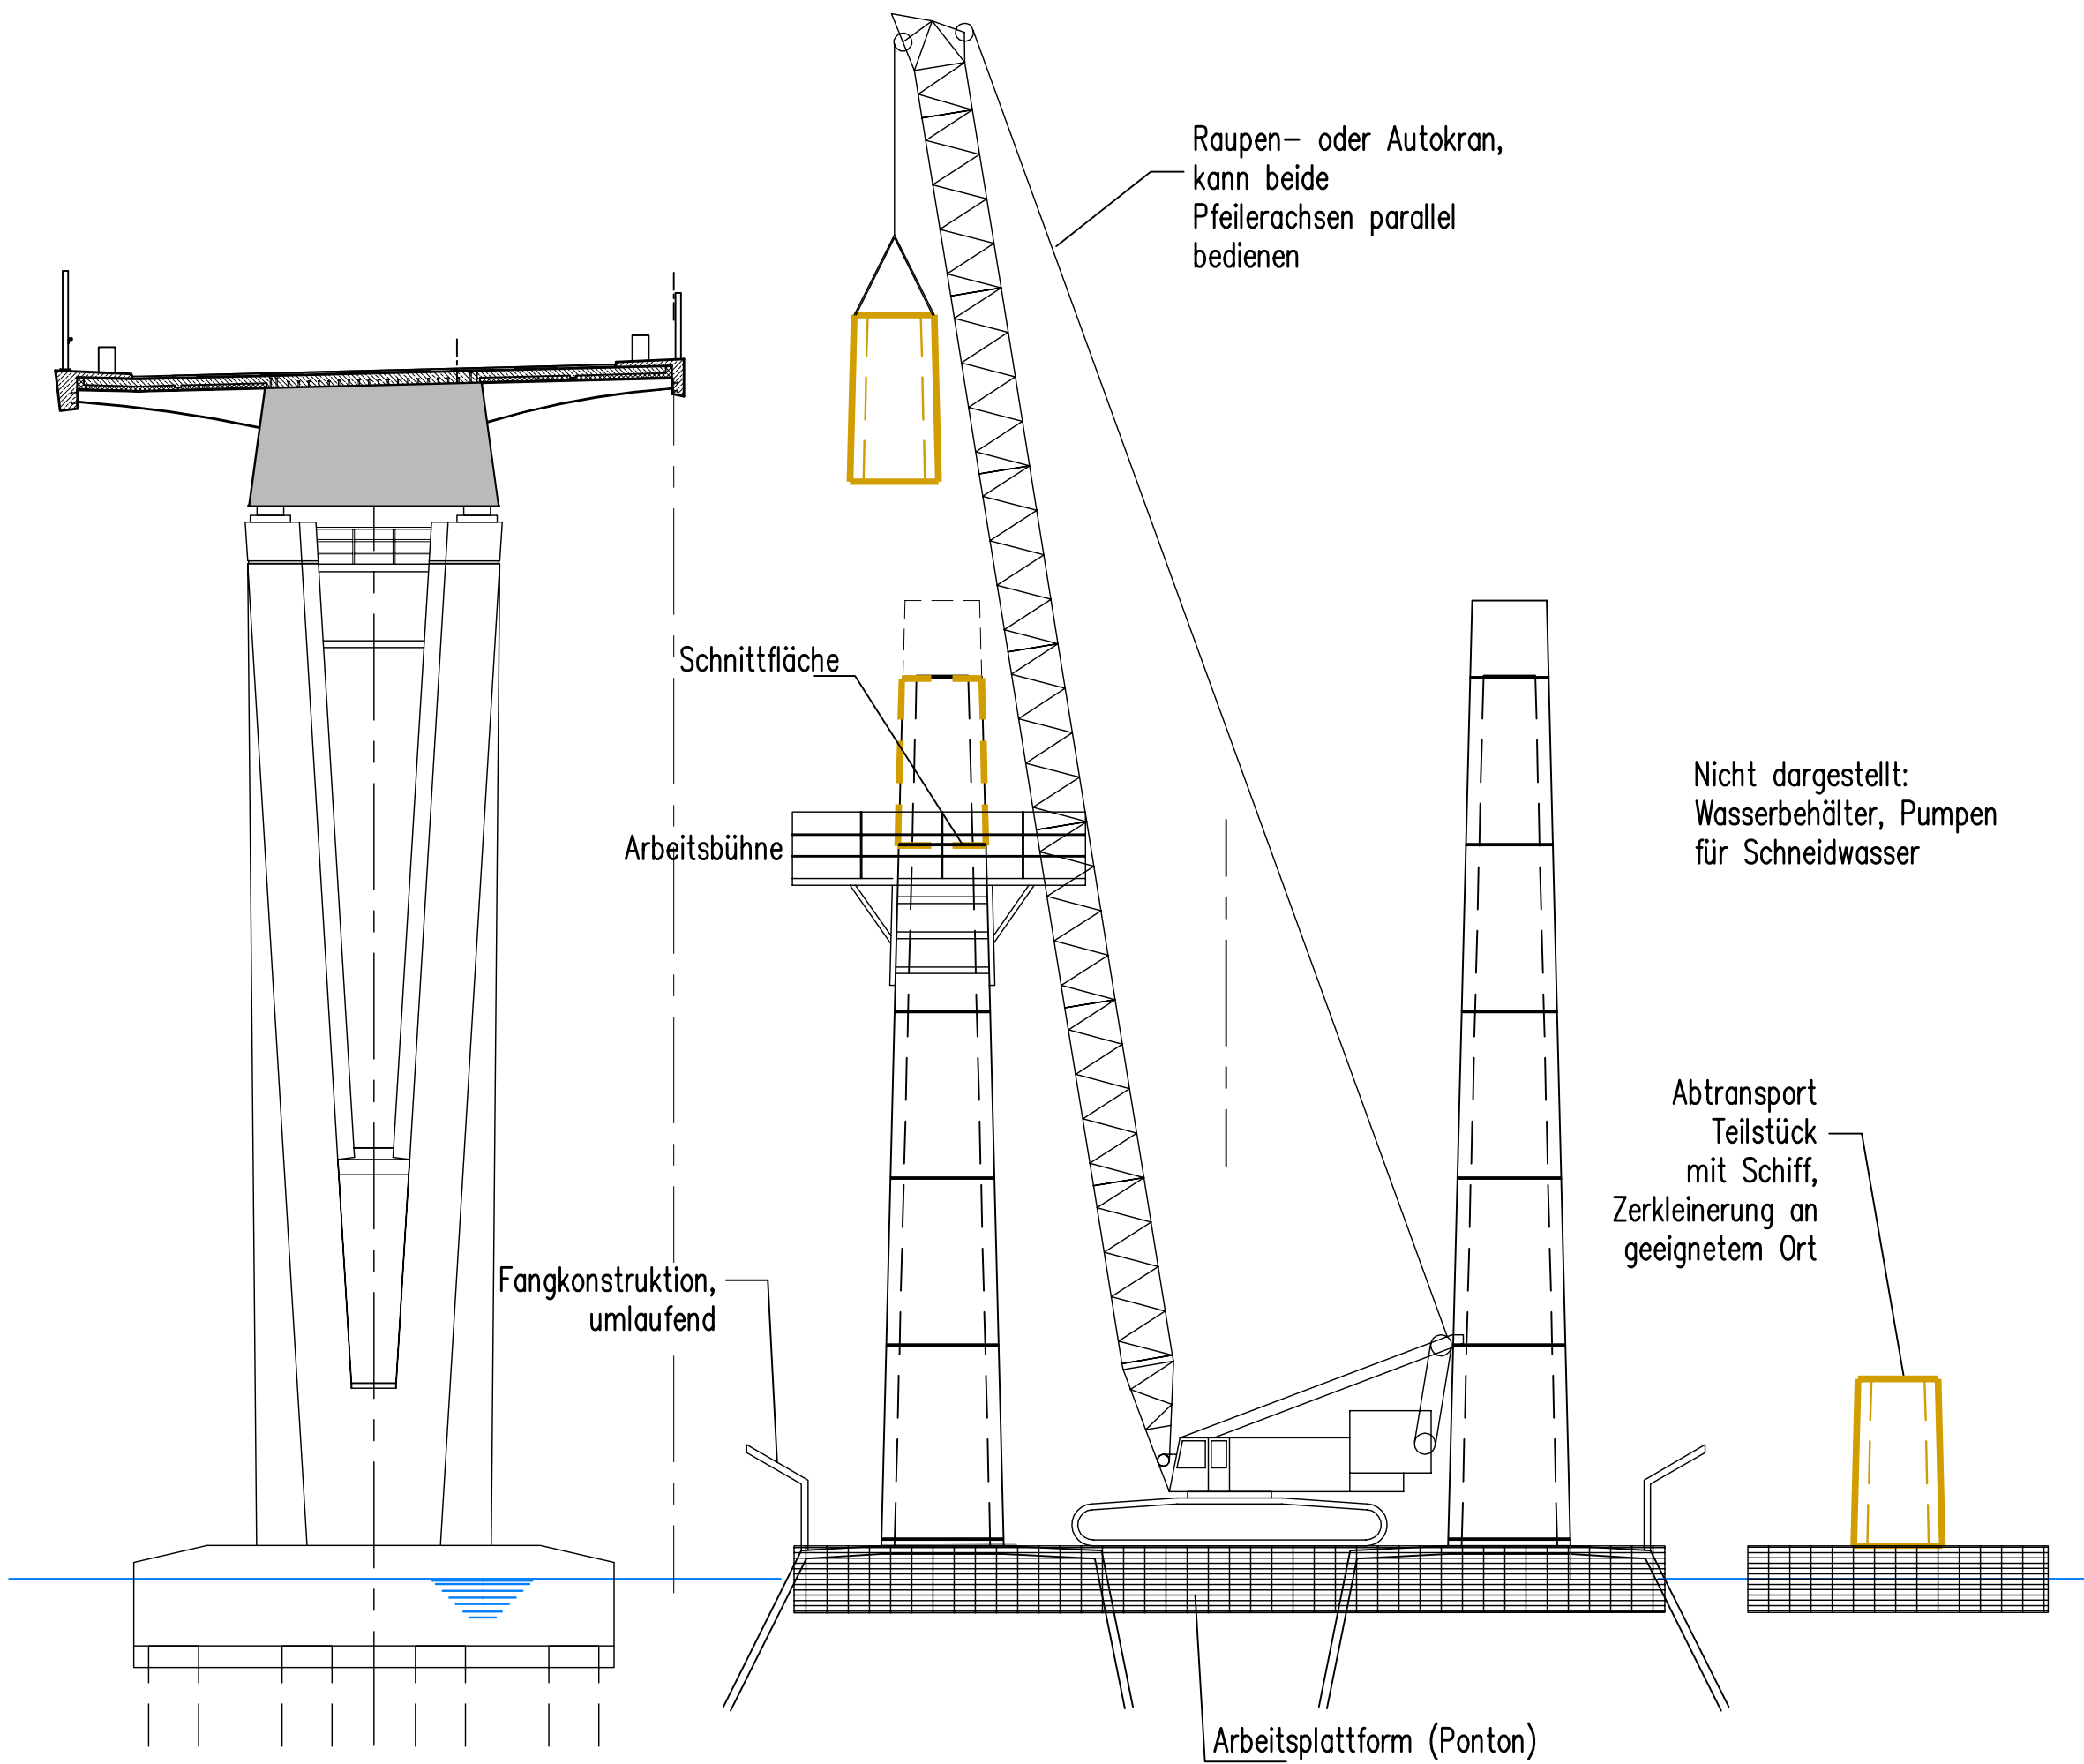 Raupen- oder Autokran,
kann beide
Pfeilerachsen parallel
bedienen
Schnittfläche
Arbeitsbühne
Nicht dargestellt:
Wasserbehälter, Pumpen
für Schneidwasser
Abtransport
Teilstück
mit Schiff,
Zerkleinerung an
geeignetem Ort
Fangkonstruktion,
umlaufend
Arbeitsplattform (Ponton)